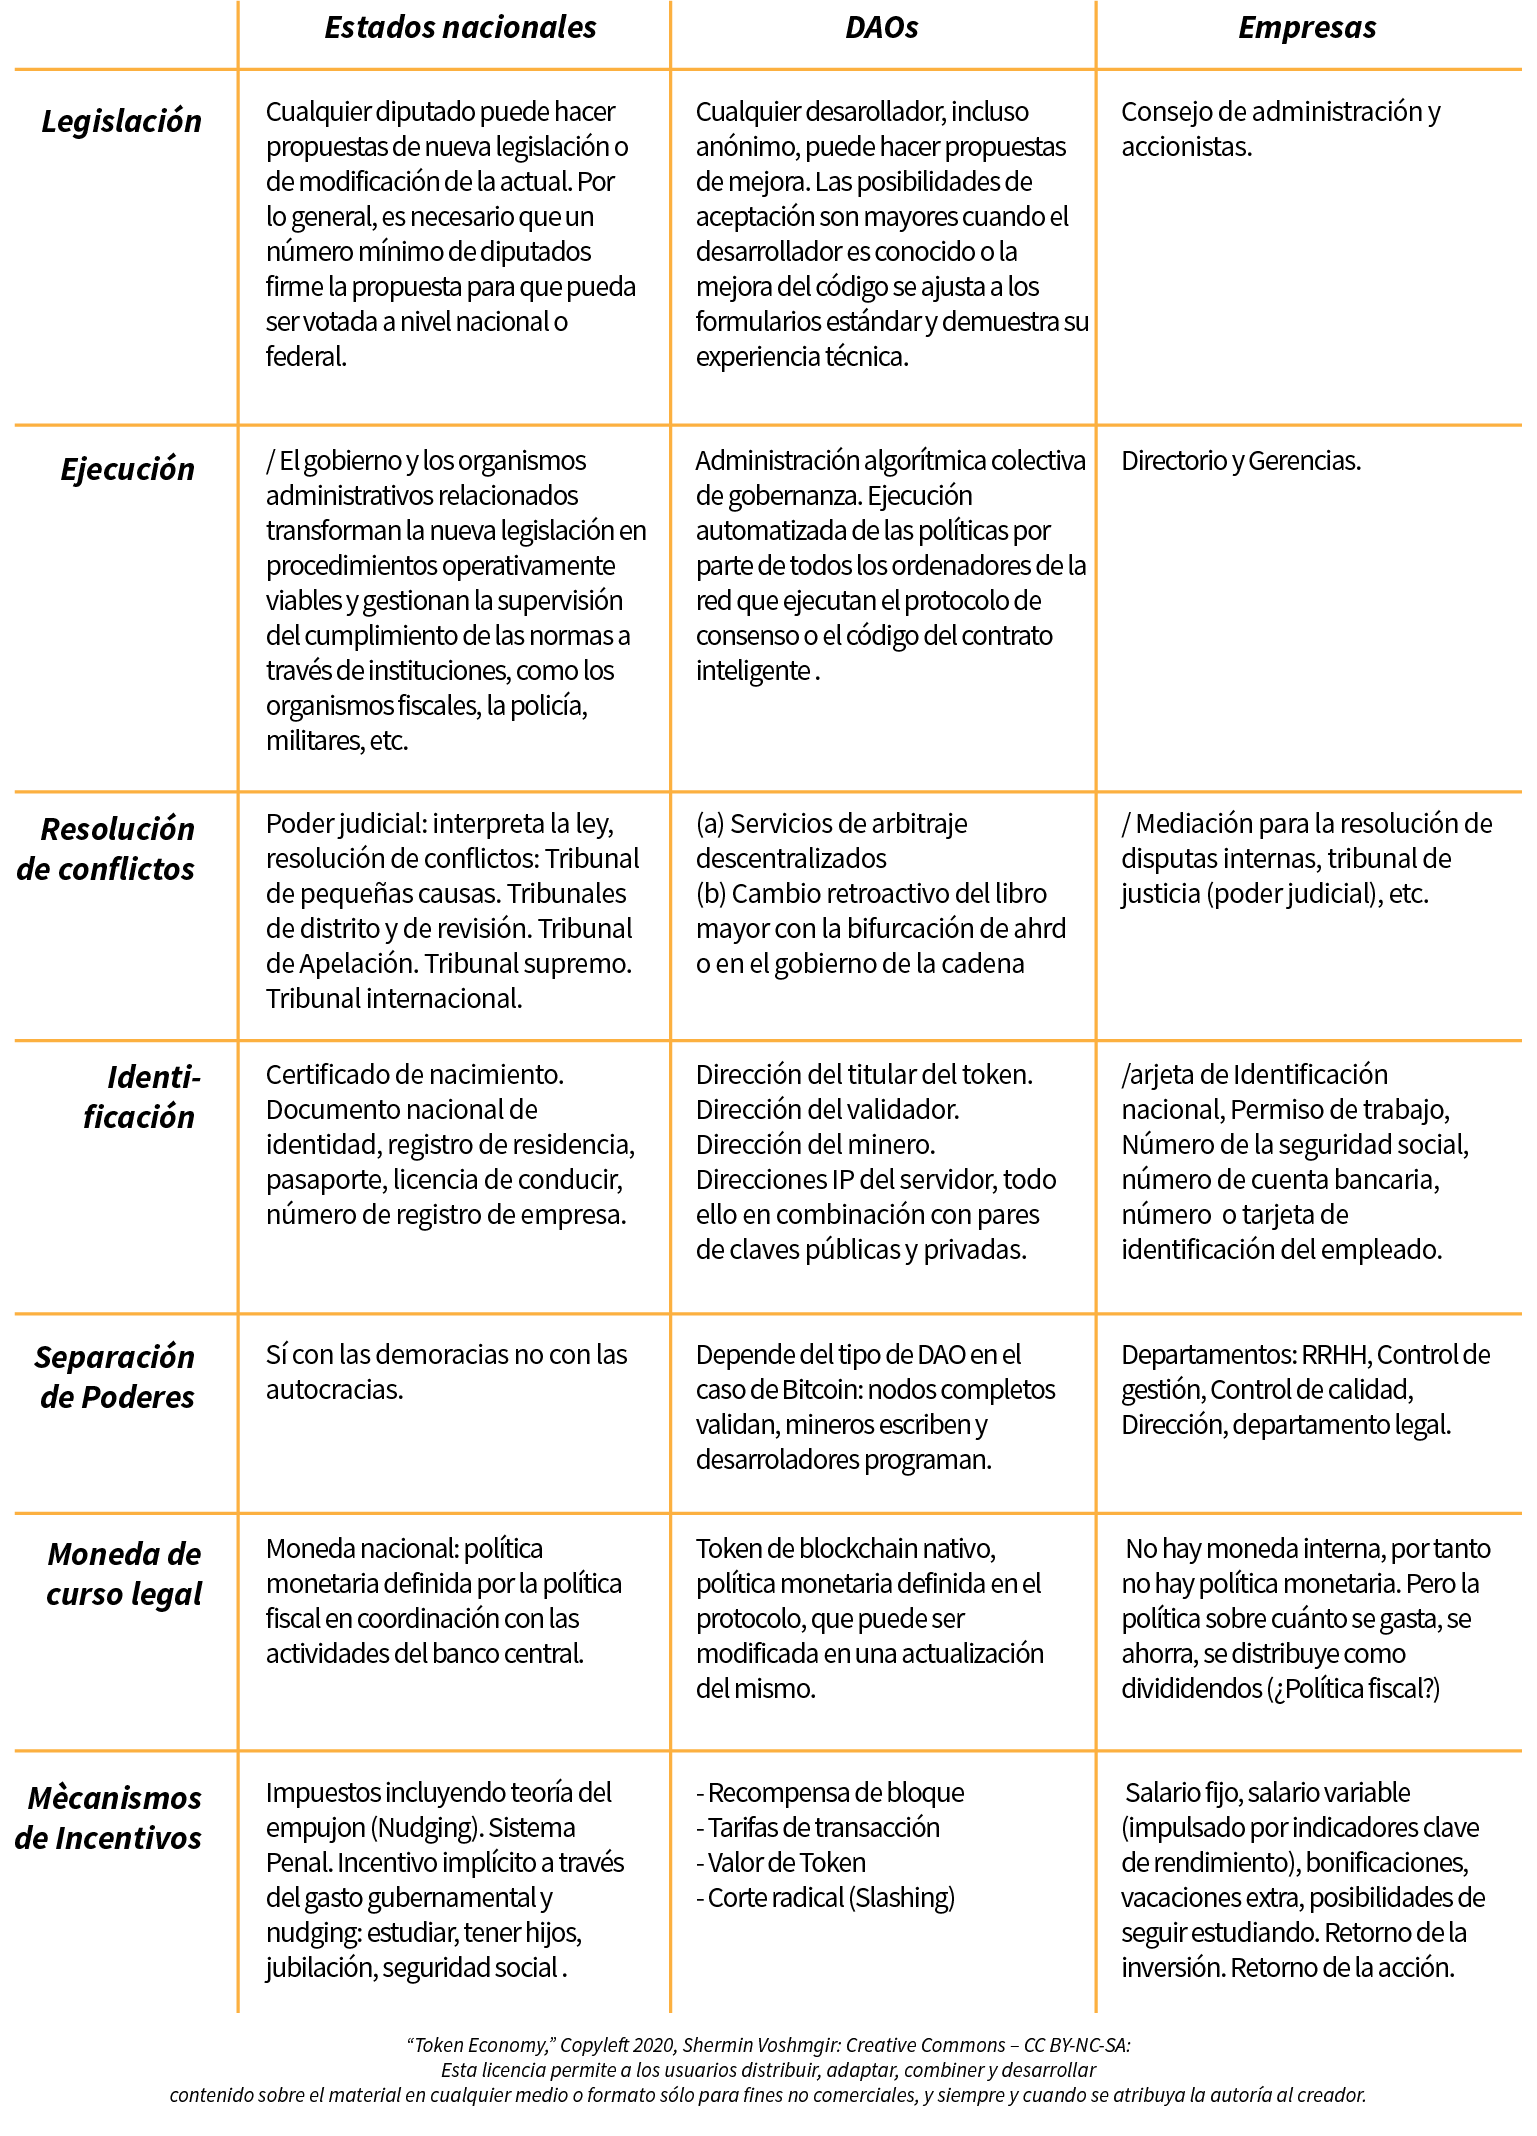 Estados nacionales
DAOs
Empresas
Legislación
Cualquier diputado puede hacer
propuestas de nueva legislación o
de modificación de la actual. Por
lo general, es necesario que un
número mínimo de diputados
firme la propuesta para que pueda
ser votada a nivel nacional o
federal.
Cualquier desarollador, incluso
anónimo, puede hacer propuestas
de mejora. Las posibilidades de
aceptación son mayores cuando el
desarrollador es conocido o la
mejora del código se ajusta a los
formularios estándar y demuestra su
experiencia técnica.
Consejo de administración y
accionistas.
Ejecución
/ El gobierno y los organismos
administrativos relacionados
transforman la nueva legislación en
procedimientos operativamente
viables y gestionan la supervisión
del cumplimiento de las normas a
través de instituciones, como los
organismos fiscales, la policía,
militares, etc.
Administración algorítmica colectiva
de gobernanza. Ejecución
automatizada de las políticas por
parte de todos los ordenadores de la
red que ejecutan el protocolo de
consenso o el código del contrato
inteligente .
Directorio y Gerencias.
Resolución
de conflictos
Poder judicial: interpreta la ley,
resolución de conflictos: Tribunal
de pequeñas causas. Tribunales
de distrito y de revisión. Tribunal
de Apelación. Tribunal supremo.
Tribunal internacional.
(a) Servicios de arbitraje
descentralizados
(b) Cambio retroactivo del libro
mayor con la bifurcación de ahrd
o en el gobierno de la cadena
/ Mediación para la resolución de
disputas internas, tribunal de
justicia (poder judicial), etc.
Identi-
ficación
Certificado de nacimiento.
Documento nacional de
identidad, registro de residencia,
pasaporte, licencia de conducir,
número de registro de empresa.
Dirección del titular del token.
Dirección del validador.
Dirección del minero.
Direcciones IP del servidor, todo
ello en combinación con pares
de claves públicas y privadas.
/arjeta de Identificación
nacional, Permiso de trabajo,
Número de la seguridad social,
número de cuenta bancaria,
número  o tarjeta de
identificación del empleado.
Separación
de Poderes
Sí con las demoracias no con las
autocracias.
Depende del tipo de DAO en el
caso de Bitcoin: nodos completos
validan, mineros escriben y
desarroladores programan.
Departamentos: RRHH, Control de
gestión, Control de calidad,
Dirección, departamento legal.
Moneda de
curso legal
Moneda nacional: política
monetaria definida por la política
fiscal en coordinación con las
actividades del banco central.
Token de blockchain nativo,
política monetaria definida en el
protocolo, que puede ser
modificada en una actualización
del mismo.
No hay moneda interna, por tanto
no hay política monetaria. Pero la
política sobre cuánto se gasta, se
ahorra, se distribuye como
divididendos (¿Política fiscal?)
Mècanismos
de Incentivos
Impuestos incluyendo teoría del
empujon (Nudging). Sistema
Penal. Incentivo implícito a través
del gasto gubernamental y
nudging: estudiar, tener hijos,
jubilación, seguridad social .
- Recompensa de bloque
- Tarifas de transacción
- Valor de Token
- Corte radical (Slashing)
Salario fijo, salario variable
(impulsado por indicadores clave
de rendimiento), bonificaciones,
vacaciones extra, posibilidades de
seguir estudiando. Retorno de la
inversión. Retorno de la acción.
“Token Economy,” Copyleft 2020, Shermin Voshmgir: Creative Commons – CC BY-NC-SA:
Esta licencia permite a los usuarios distribuir, adaptar, combiner y desarrollar
contenido sobre el material en cualquier medio o formato sólo para fines no comerciales, y siempre y cuando se atribuya la autoría al creador.